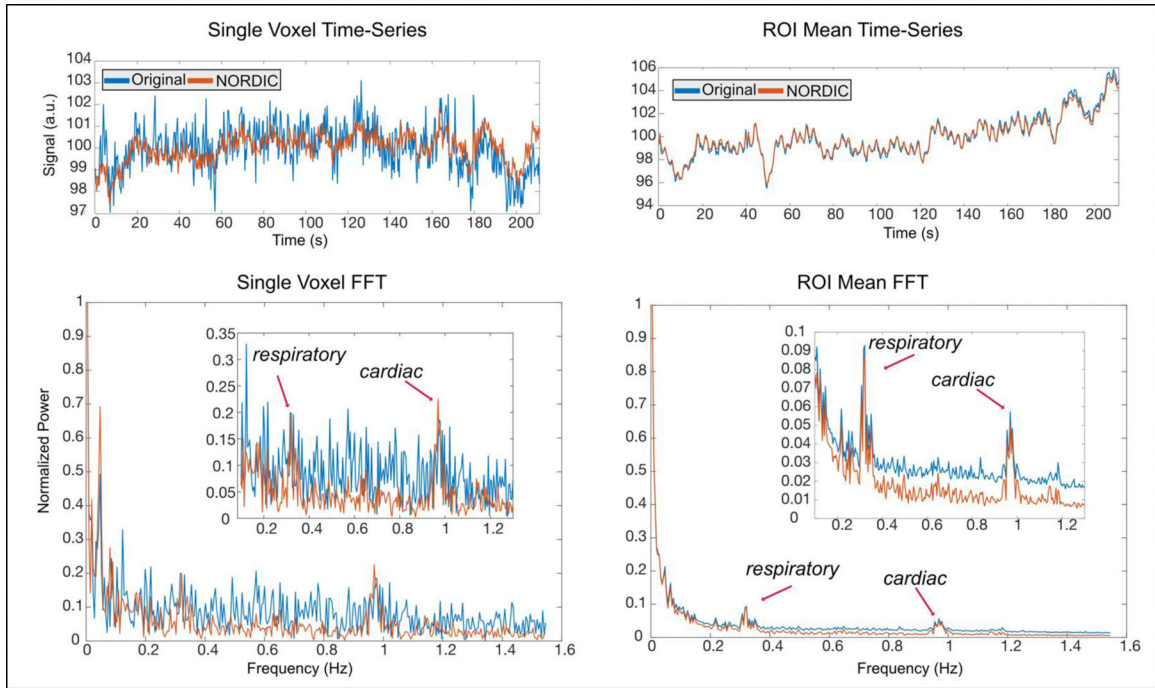 Single Voxel Time-Series
104
103
102
101
100
99
98
97
Signal (a.u.)
Original NORDIC
0 20 40 60 80 100 120 140 160 180 200
Time (s)
ROI Mean Time-Series
106
104
102
100
98
96
94
Original NORDIC
0 20 40 60 80 100 120 140 160 180 200
Time (s)
Single Voxel FFT
1
0.9
0.8
0.7
0.6
0.5
0.4
0.3
0.2
0.1
0
Normalized Power
0.35
0.3
0.25
0.2
0.15
0.1
0.05
0
respiratory
cardiac
0.2 0.4 0.6 0.8 1 1.2
0.2 0.4 0.6 0.8 1 1.2 1.4 1.6
Frequency (Hz)
ROI Mean FFT
1
0.9
0.8
0.7
0.6
0.5
0.4
0.3
0.2
0.1
0
0.1
0.09
0.08
0.07
0.06
0.05
0.04
0.03
0.02
0.01
0
respiratory
cardiac
0.2 0.4 0.6 0.8 1 1.2
respiratory
cardiac
0 0.2 0.4 0.6 0.8 1 1.2 1.4 1.6
Frequency (Hz)